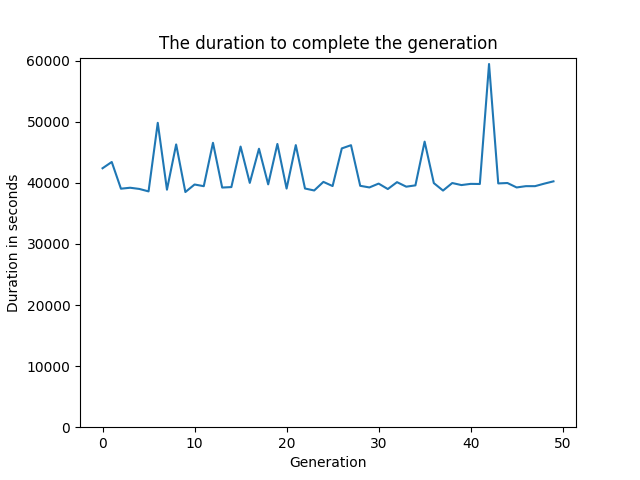 The duration to complete the generation
60000
50000
40000
30000
20000
10000
0
Duration in seconds
0 10 20 30 40 50
Generation